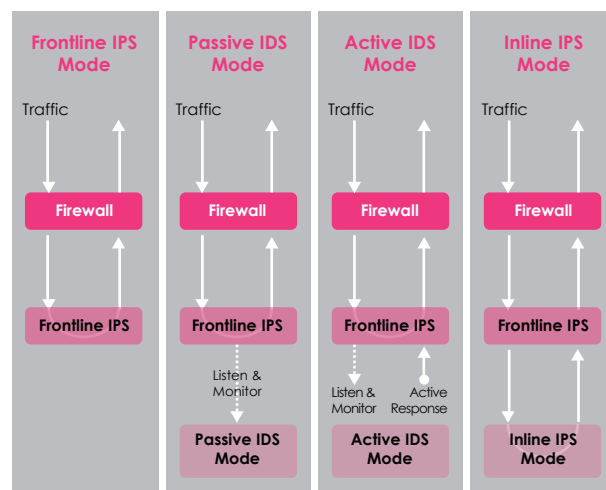 Frontline IPS
Mode
Traffic
Firewall
Frontline IPS
Passive IDS
Mode
Traffic
Firewall
Frontline IPS
Listen &
Monitor
Passive IDS
Mode
Active IDS
Mode
Traffic
Firewall
Frontline IPS
Listen &
Monitor
Active
Response
Active IDS
Mode
Inline IPS
Mode
Traffic
Firewall
Frontline IPS
Inline IPS
Mode